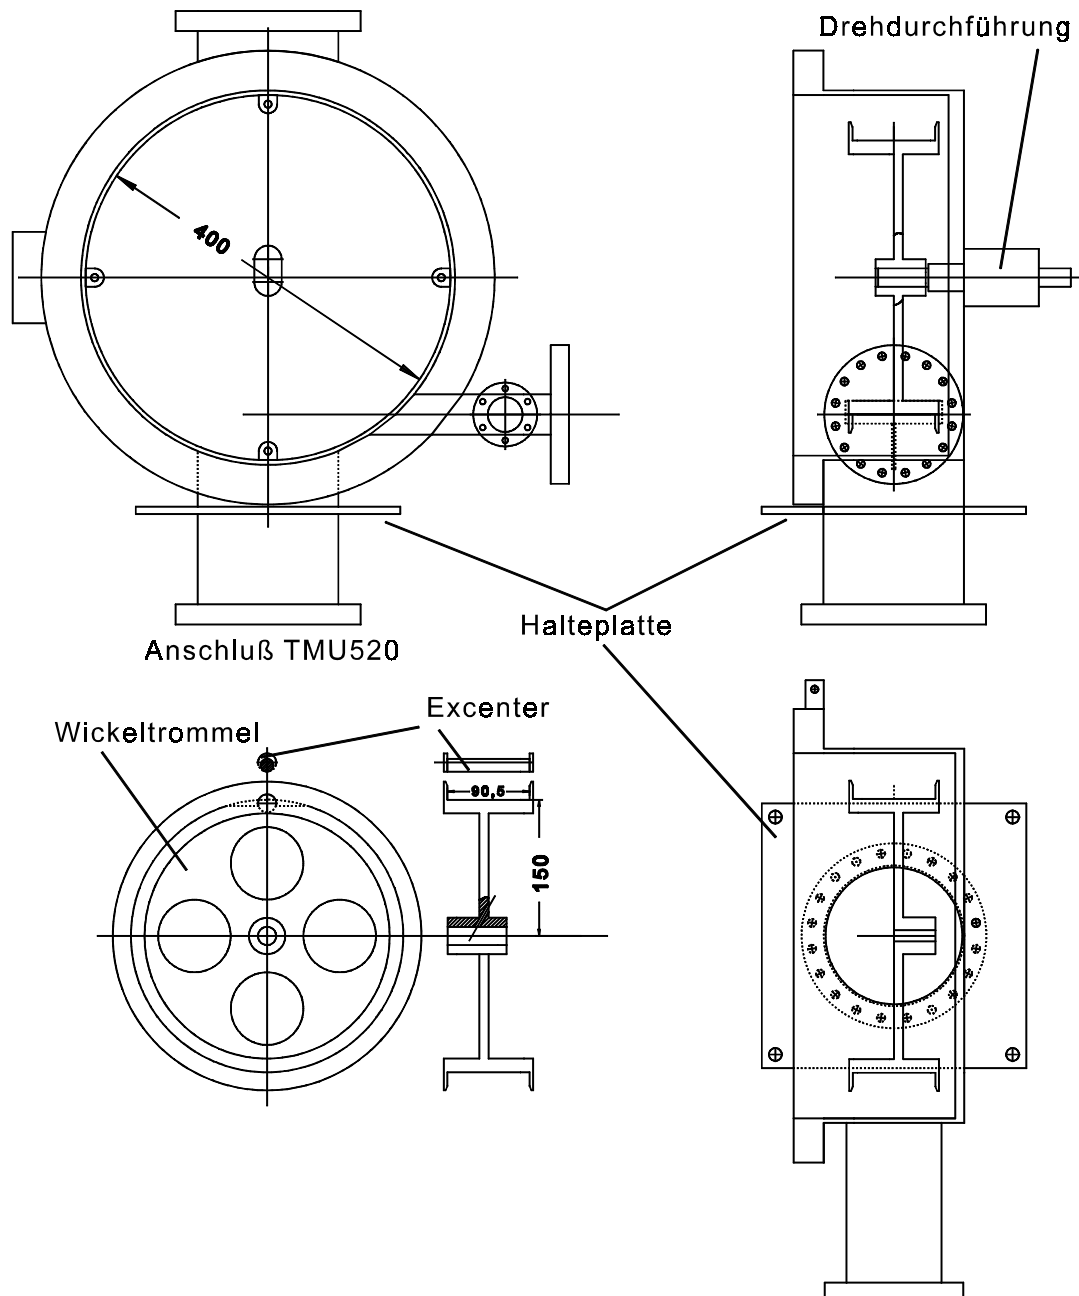 Drehdurchführung
400
Halteplatte
Anschluß TMU520
Excenter
Wickeltrommel
90,5
150